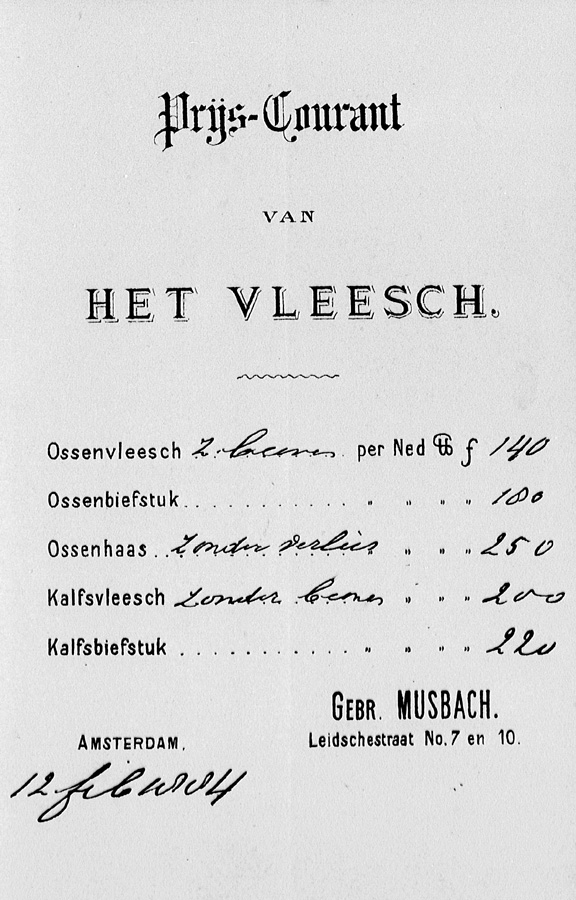 Prijs-Courant
VAN
HET VLEESCH.
Ossenvleesch Z. beenen per Ned ℔ ƒ 140
Ossenbiefstuk............ " " " " 180
Ossenhaas.. Zonder verlies " " " 250
Kalfsvleesch Zonder beenen " " " 200
Kalfsbiefstuk ............ " " " " 220
GEBR. MUSBACH.
AMSTERDAM, Leidschestraat No. 7 en 10.
12 feb 1884